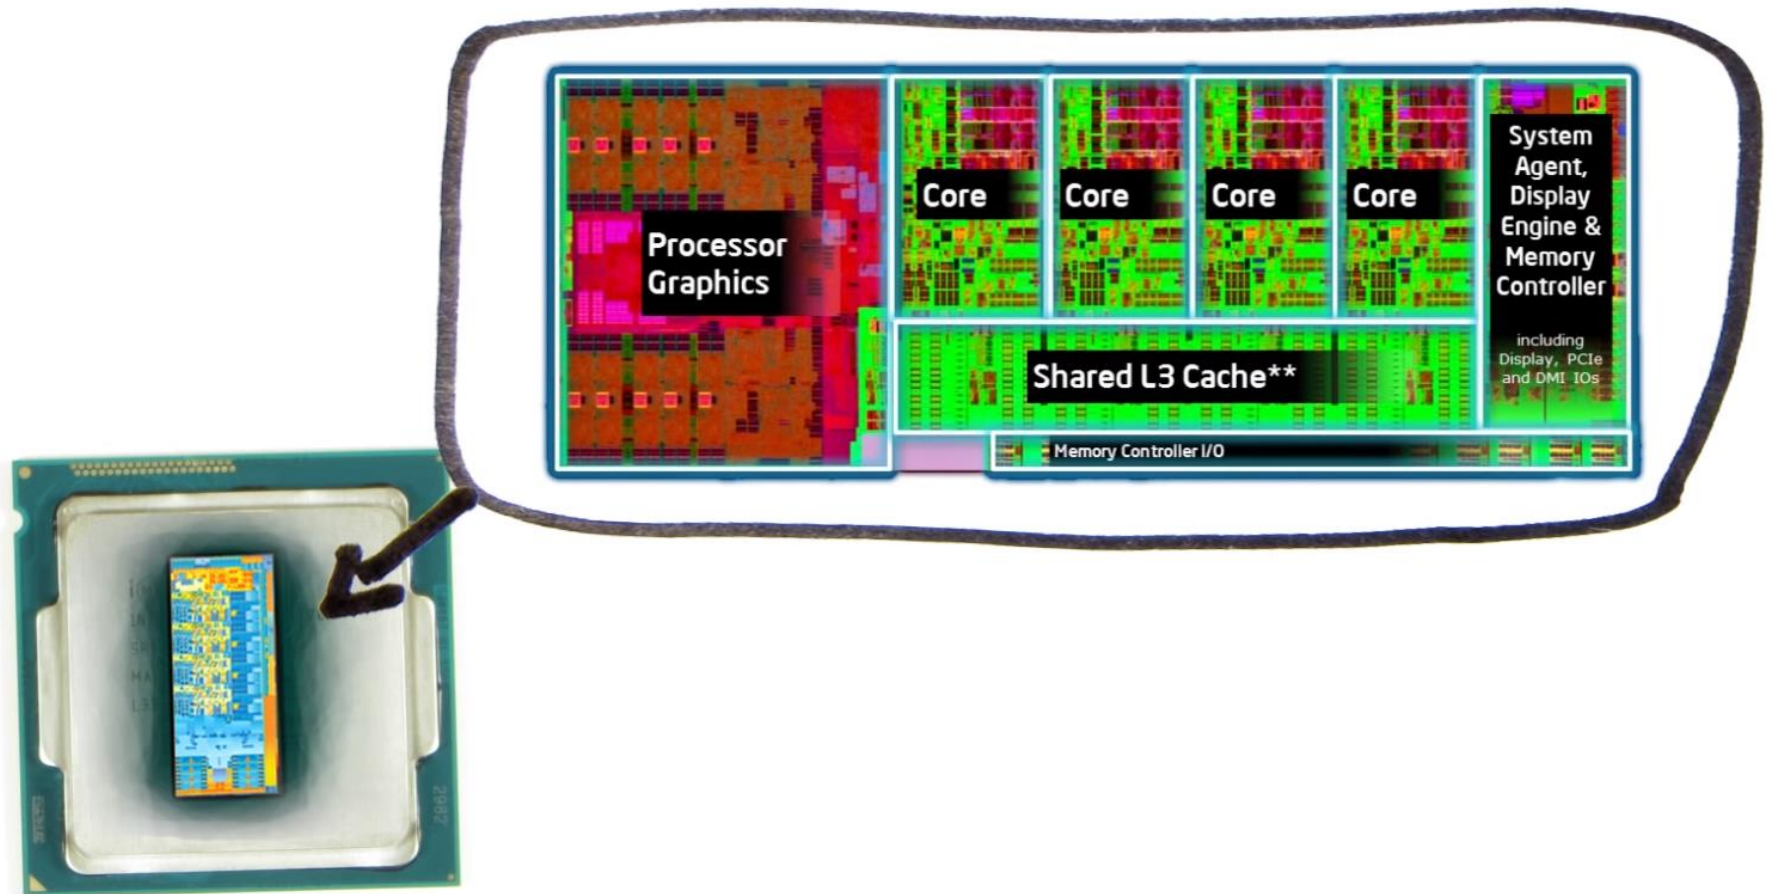 Processor
Graphics
Core
Core
Core
Core
System
Agent,
Display
Engine &
Memory
Controller
including
Display, PCIe
and DMI IOs
Shared L3 Cache**
Memory Controller I/O